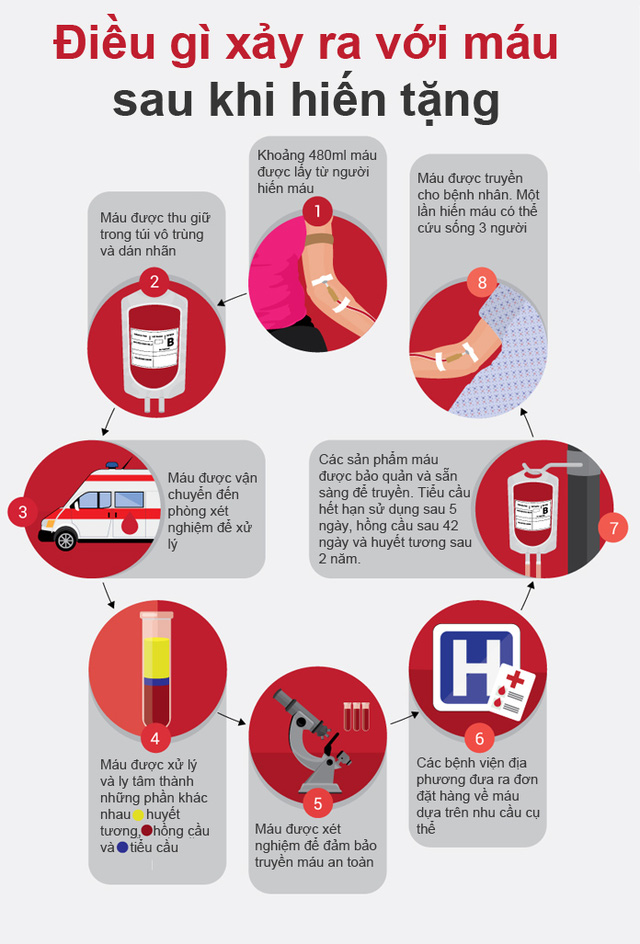 Điều gì xảy ra với máu
sau khi hiến tặng
1
Khoảng 480ml máu
được lấy từ người
hiến máu
2
Máu được thu giữ
trong túi vô trùng
và dán nhãn
B
3
Máu được vận
chuyển đến
phòng xét
nghiệm để xử
lý
4
Máu được xử lý
và ly tâm thành
những phần khác
nhau huyết
tương, hồng cầu
và tiểu cầu
5
Máu được xét
nghiệm để đảm bảo
truyền máu an toàn
H
6
Các bệnh viện địa
phương đưa ra đơn
đặt hàng về máu
dựa trên nhu cầu cụ
thể
7
Các sản phẩm máu
được bảo quản và sẵn
sàng để truyền. Tiểu cầu
hết hạn sử dụng sau 5
ngày, hồng cầu sau 42
ngày và huyết tương sau
2 năm.
B
8
Máu được truyền
cho bệnh nhân. Một
lần hiến máu có thể
cứu sống 3 người